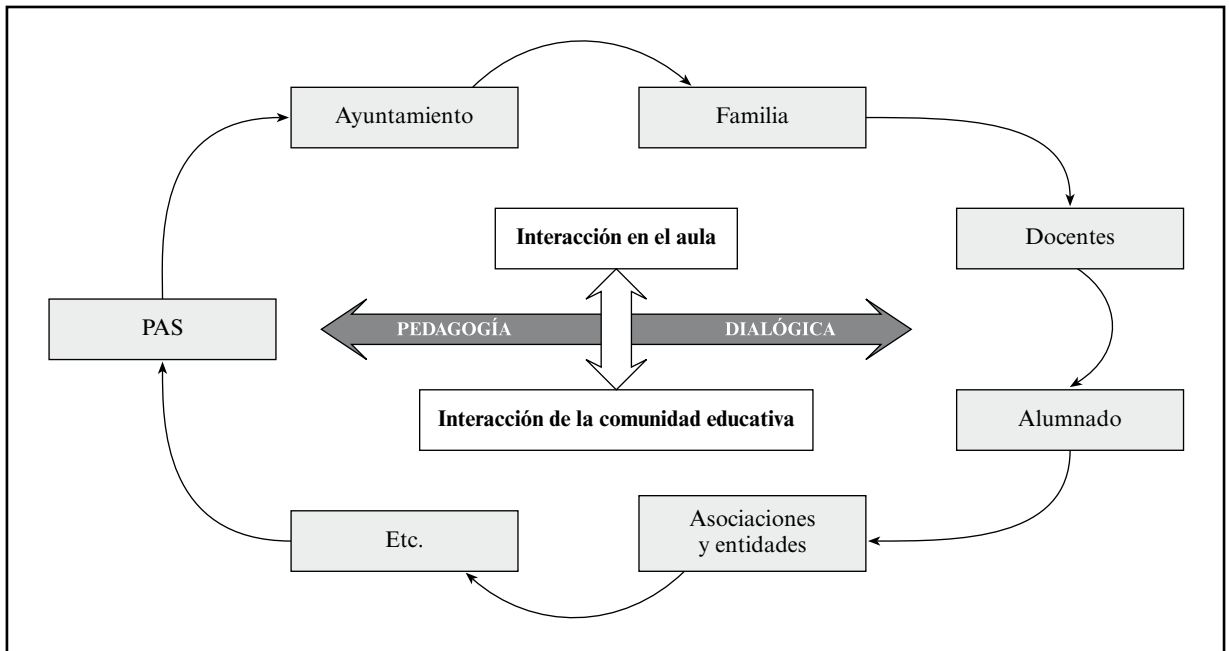 Ayuntamiento
Familia
Interacción en el aula
Docentes
PAS
PEDAGOGÍA
DIALÓGICA
Interacción de la comunidad educativa
Alumnado
Etc.
Asociaciones
y entidades